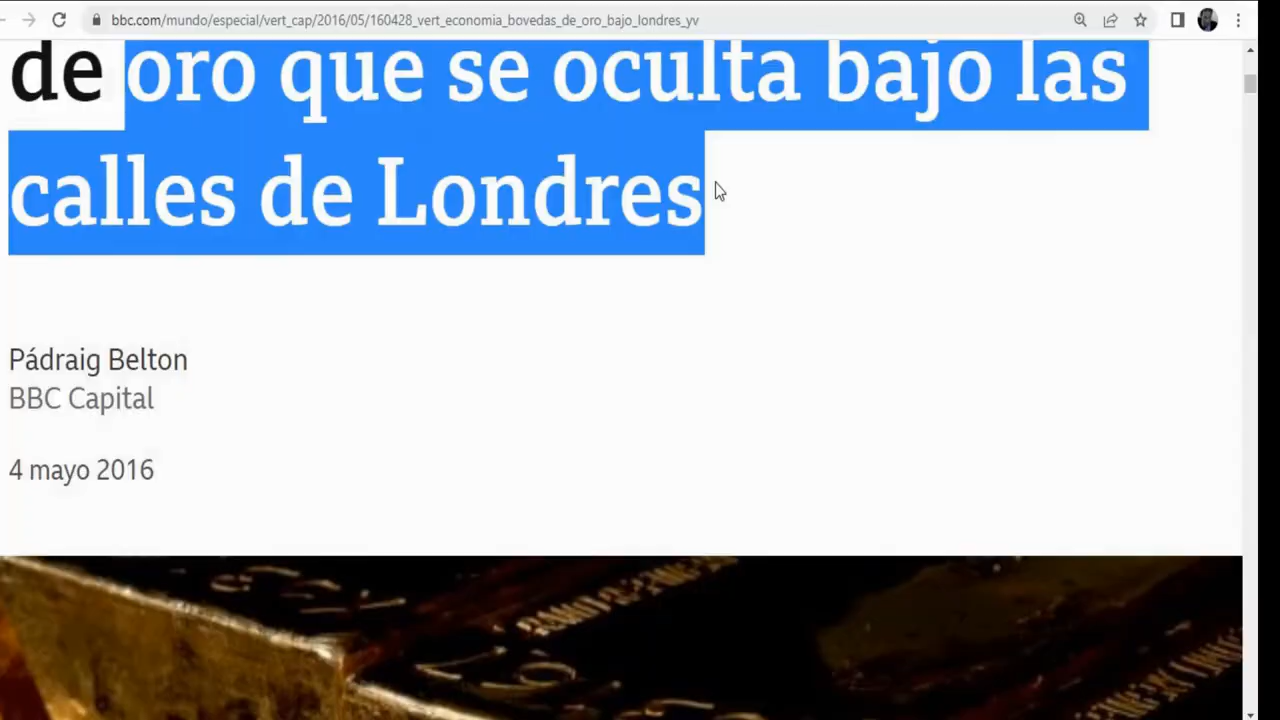 bbc.com/mundo/especial/vert_cap/2016/05/160428_vert_economia_bovedas_de_oro_bajo_londres_yv
de oro que se oculta bajo las
calles de Londres
Pádraig Belton
BBC Capital
4 mayo 2016